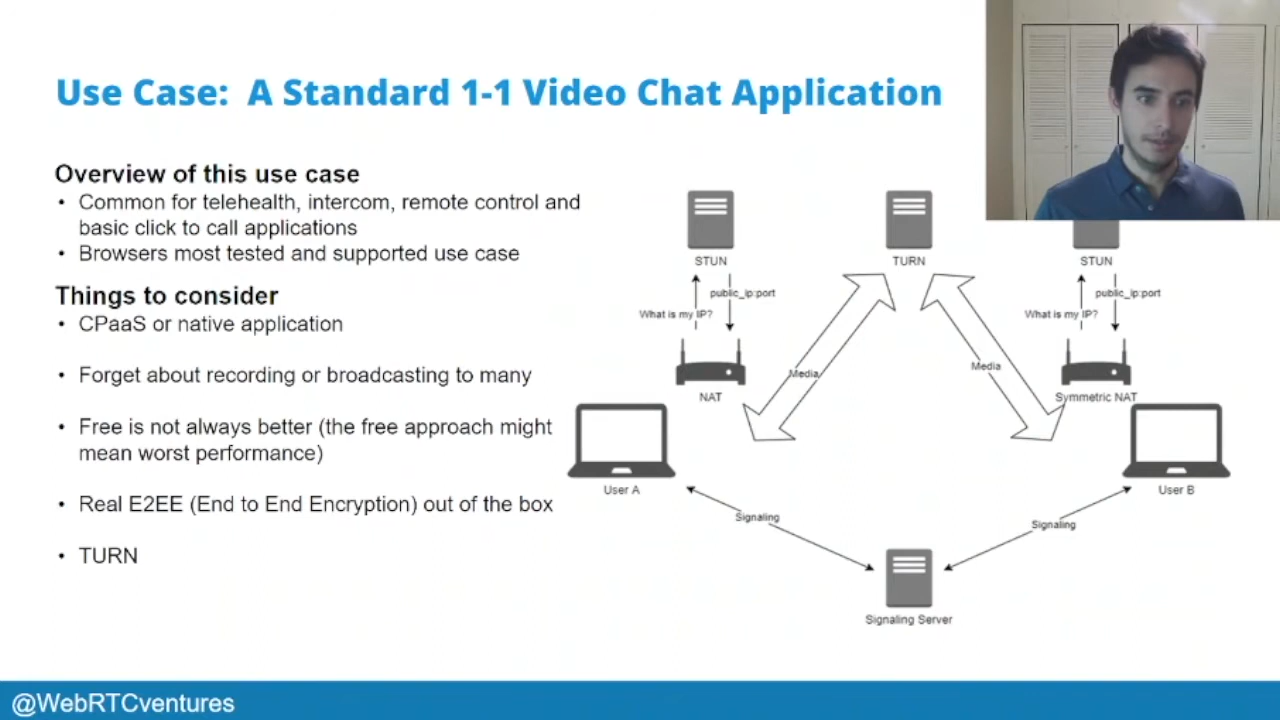 Use Case:  A Standard 1-1 Video Chat Application
Overview of this use case
• Common for telehealth, intercom, remote control and
basic click to call applications
• Browsers most tested and supported use case
Things to consider
• CPaaS or native application
• Forget about recording or broadcasting to many
• Free is not always better (the free approach might
mean worst performance)
• Real E2EE (End to End Encryption) out of the box
• TURN
STUN
TURN
STUN
public_ip:port
public_ip:port
What is my IP?
What is my IP?
Media
Media
NAT
Symmetric NAT
User A
User B
Signaling
Signaling
Signaling Server
@WebRTCventures